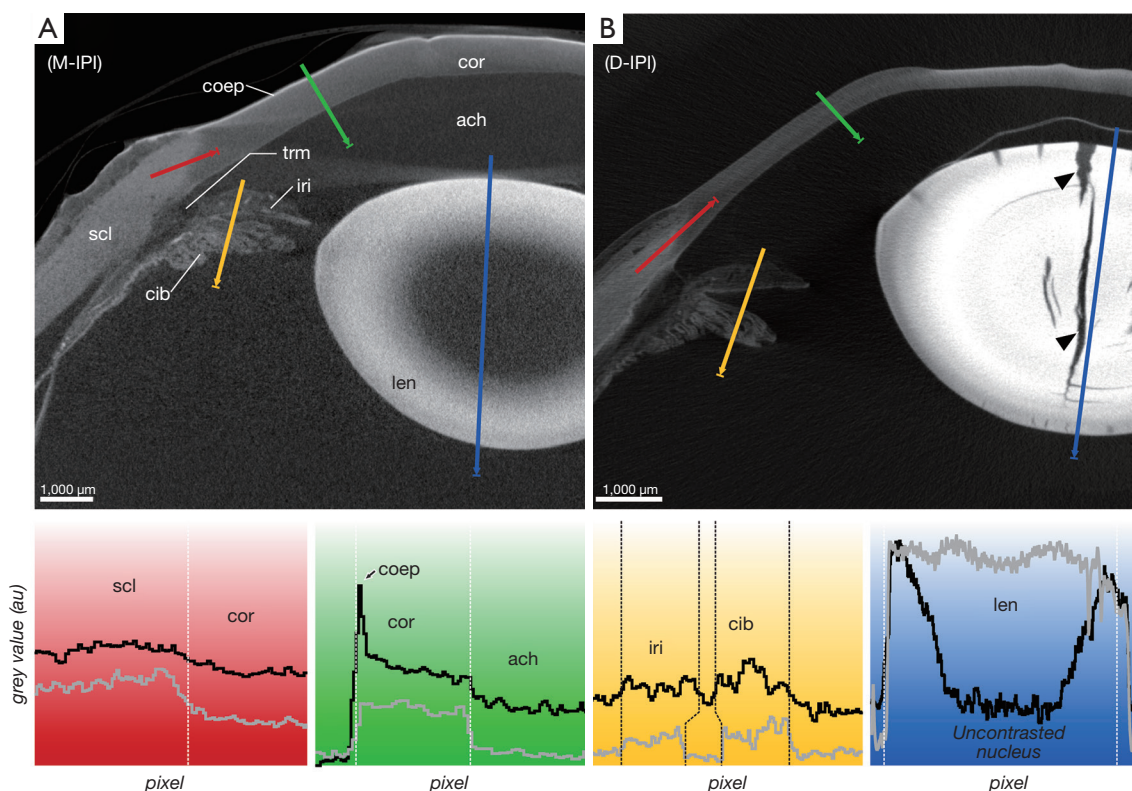 A
(M-IPI)
coep
cor
ach
trm
iri
scl
cib
len
1,000 µm
B
(D-IPI)
1,000 µm
grey value (au)
scl
cor
pixel
coep
cor
ach
pixel
iri
cib
pixel
len
Uncontrasted
nucleus
pixel